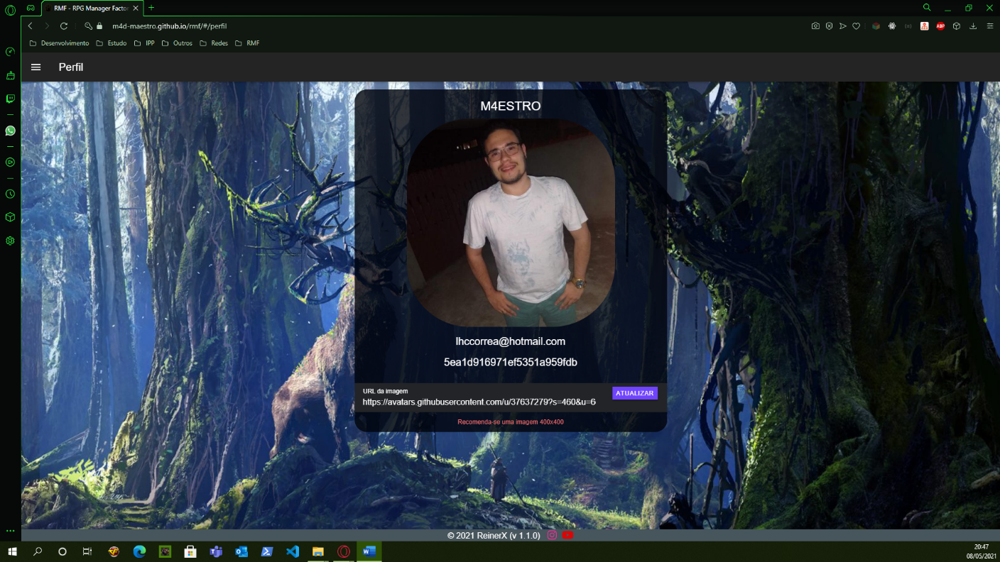 RMF - RPG Manager Factor
m4d-maestro.github.io/rmf/#/perfil
ABP
Desenvolvimento
Estudo
IPP
Outros
Redes
RMF
Perfil
M4ESTRO
lhccorrea@hotmail.com
5ea1d916971ef5351a959fdb
URL da imagem
ATUALIZAR
https://avatars.githubusercontent.com/u/37637279?s=460&u=6
Recomenda-se uma imagem 400x400
© 2021 ReinerX (v 1.1.0)
20:47
08/05/2021